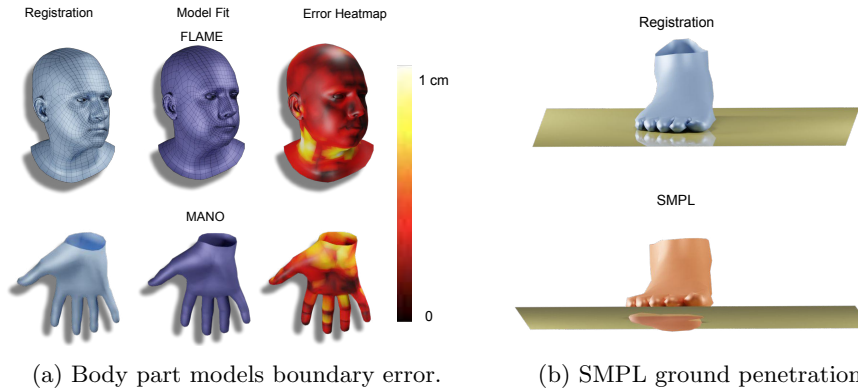 Registration Model Fit Error Heatmap
FLAME
1 cm
MANO
0
(a) Body part models boundary error.
Registration
SMPL
(b) SMPL ground penetration